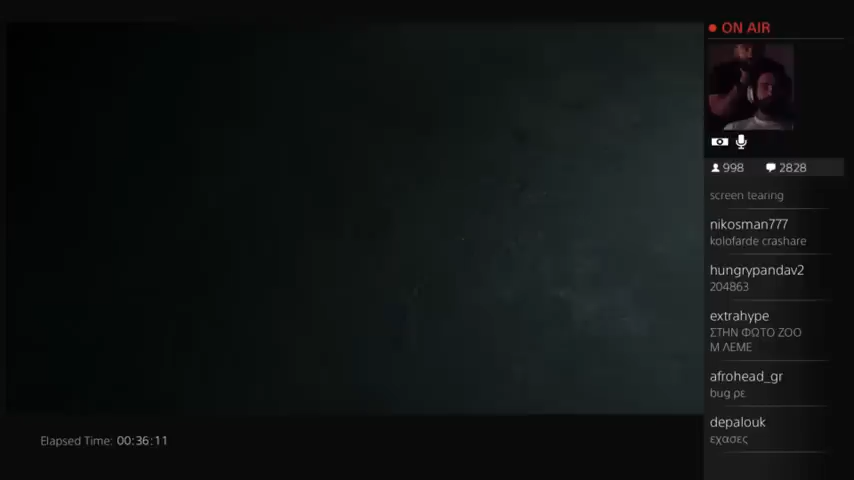 ON AIR
998 2828
screen tearing
nikosman777
kolofarde crashare
hungrypandav2
204863
extrahype
ΣΤΗΝ ΦΩΤΟ ΖΟΟ
Μ ΛΕΜΕ
afrohead_gr
bug ρε
depalouk
εχασες
Elapsed Time: 00:36:11